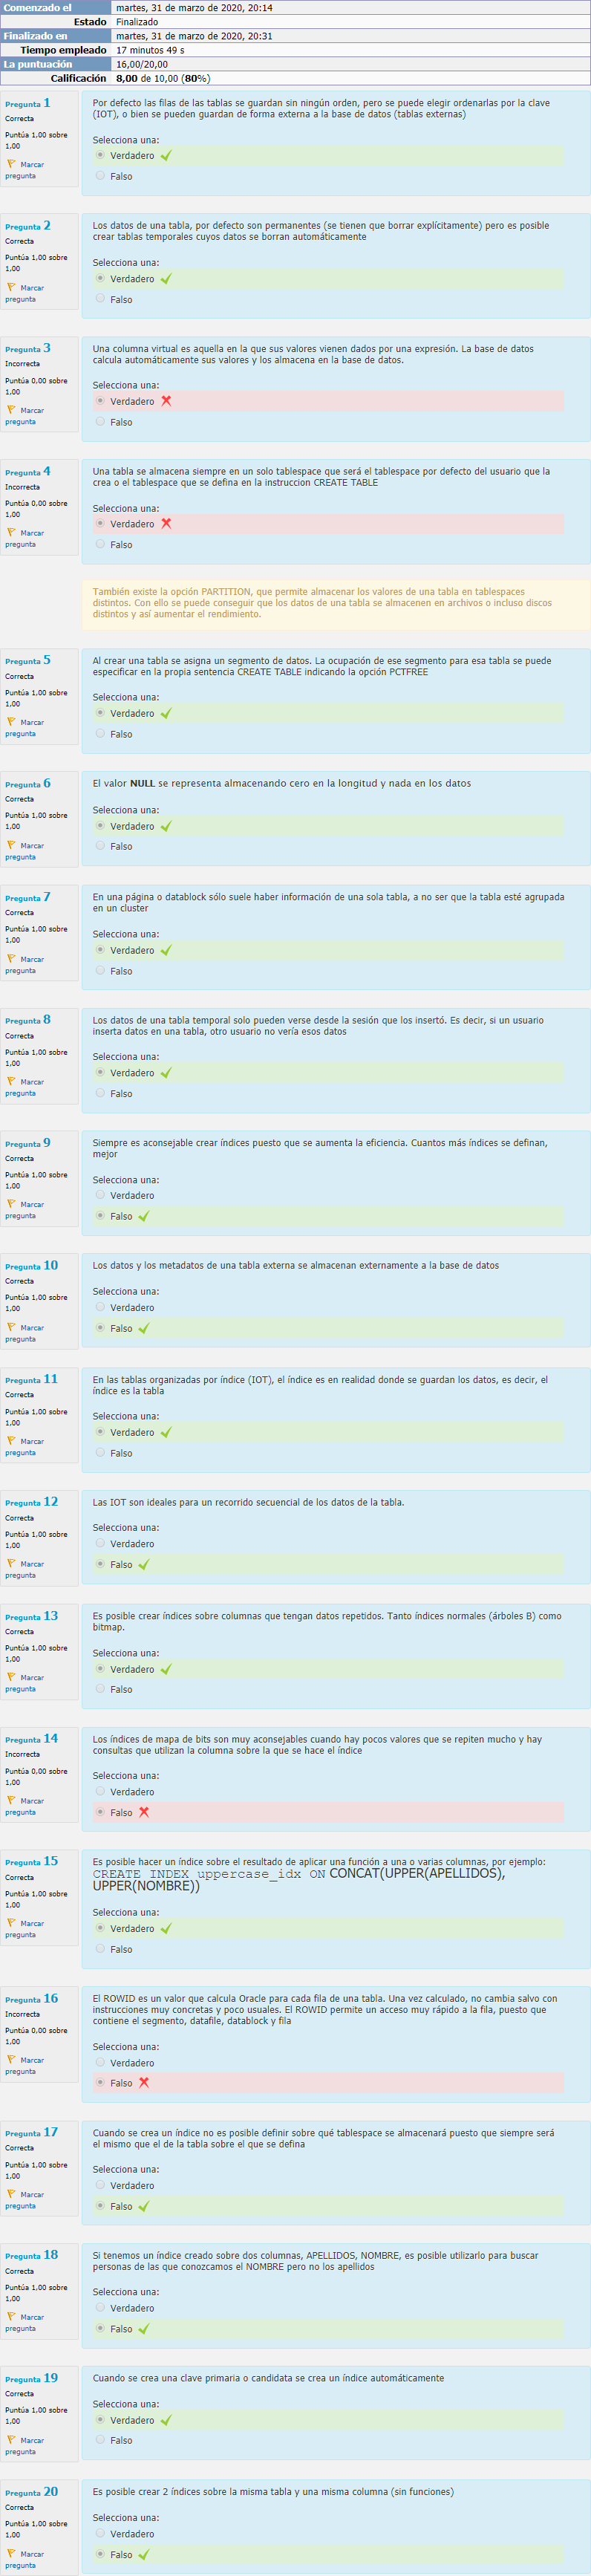 Comenzado el martes, 31 de marzo de 2020, 20:14
Estado Finalizado
Finalizado en martes, 31 de marzo de 2020, 20:31
Tiempo empleado 17 minutos 49 s
La puntuación 16,00/20,00
Calificación 8,00 de 10,00 (80%)
Pregunta 1
Correcta
Puntúa 1,00 sobre
1,00
Marcar
pregunta
Por defecto las filas de las tablas se guardan sin ningún orden, pero se puede elegir ordenarlas por la clave
(IOT), o bien se pueden guardan de forma externa a la base de datos (tablas externas)
Selecciona una:
Verdadero
Falso
Pregunta 2
Correcta
Puntúa 1,00 sobre
1,00
Marcar
pregunta
Los datos de una tabla, por defecto son permanentes (se tienen que borrar explícitamente) pero es posible
crear tablas temporales cuyos datos se borran automáticamente
Selecciona una:
Verdadero
Falso
Pregunta 3
Incorrecta
Puntúa 0,00 sobre
1,00
Marcar
pregunta
Una columna virtual es aquella en la que sus valores vienen dados por una expresión. La base de datos
calcula automáticamente sus valores y los almacena en la base de datos.
Selecciona una:
Verdadero
Falso
Pregunta 4
Incorrecta
Puntúa 0,00 sobre
1,00
Marcar
pregunta
Una tabla se almacena siempre en un solo tablespace que será el tablespace por defecto del usuario que la
crea o el tablespace que se defina en la instruccion CREATE TABLE
Selecciona una:
Verdadero
Falso
También existe la opción PARTITION, que permite almacenar los valores de una tabla en tablespaces
distintos. Con ello se puede conseguir que los datos de una tabla se almacenen en archivos o incluso discos
distintos y así aumentar el rendimiento.
Pregunta 5
Correcta
Puntúa 1,00 sobre
1,00
Marcar
pregunta
Al crear una tabla se asigna un segmento de datos. La ocupación de ese segmento para esa tabla se puede
especificar en la propia sentencia CREATE TABLE indicando la opción PCTFREE
Selecciona una:
Verdadero
Falso
Pregunta 6
Correcta
Puntúa 1,00 sobre
1,00
Marcar
pregunta
El valor NULL se representa almacenando cero en la longitud y nada en los datos
Selecciona una:
Verdadero
Falso
Pregunta 7
Correcta
Puntúa 1,00 sobre
1,00
Marcar
pregunta
En una página o datablock sólo suele haber información de una sola tabla, a no ser que la tabla esté agrupada
en un cluster
Selecciona una:
Verdadero
Falso
Pregunta 8
Correcta
Puntúa 1,00 sobre
1,00
Marcar
pregunta
Los datos de una tabla temporal solo pueden verse desde la sesión que los insertó. Es decir, si un usuario
inserta datos en una tabla, otro usuario no vería esos datos
Selecciona una:
Verdadero
Falso
Pregunta 9
Correcta
Puntúa 1,00 sobre
1,00
Marcar
pregunta
Siempre es aconsejable crear índices puesto que se aumenta la eficiencia. Cuantos más índices se definan,
mejor
Selecciona una:
Verdadero
Falso
Pregunta 10
Correcta
Puntúa 1,00 sobre
1,00
Marcar
pregunta
Los datos y los metadatos de una tabla externa se almacenan externamente a la base de datos
Selecciona una:
Verdadero
Falso
Pregunta 11
Correcta
Puntúa 1,00 sobre
1,00
Marcar
pregunta
En las tablas organizadas por índice (IOT), el índice es en realidad donde se guardan los datos, es decir, el
índice es la tabla
Selecciona una:
Verdadero
Falso
Pregunta 12
Correcta
Puntúa 1,00 sobre
1,00
Marcar
pregunta
Las IOT son ideales para un recorrido secuencial de los datos de la tabla.
Selecciona una:
Verdadero
Falso
Pregunta 13
Correcta
Puntúa 1,00 sobre
1,00
Marcar
pregunta
Es posible crear índices sobre columnas que tengan datos repetidos. Tanto índices normales (árboles B) como
bitmap.
Selecciona una:
Verdadero
Falso
Pregunta 14
Incorrecta
Puntúa 0,00 sobre
1,00
Marcar
pregunta
Los índices de mapa de bits son muy aconsejables cuando hay pocos valores que se repiten mucho y hay
consultas que utilizan la columna sobre la que se hace el índice
Selecciona una:
Verdadero
Falso
Pregunta 15
Correcta
Puntúa 1,00 sobre
1,00
Marcar
pregunta
Es posible hacer un índice sobre el resultado de aplicar una función a una o varias columnas, por ejemplo:
CREATE INDEX uppercase_idx ON CONCAT(UPPER(APELLIDOS),
UPPER(NOMBRE))
Selecciona una:
Verdadero
Falso
Pregunta 16
Incorrecta
Puntúa 0,00 sobre
1,00
Marcar
pregunta
El ROWID es un valor que calcula Oracle para cada fila de una tabla. Una vez calculado, no cambia salvo con
instrucciones muy concretas y poco usuales. El ROWID permite un acceso muy rápido a la fila, puesto que
contiene el segmento, datafile, datablock y fila
Selecciona una:
Verdadero
Falso
Pregunta 17
Correcta
Puntúa 1,00 sobre
1,00
Marcar
pregunta
Cuando se crea un índice no es posible definir sobre qué tablespace se almacenará puesto que siempre será
el mismo que el de la tabla sobre el que se defina
Selecciona una:
Verdadero
Falso
Pregunta 18
Correcta
Puntúa 1,00 sobre
1,00
Marcar
pregunta
Si tenemos un índice creado sobre dos columnas, APELLIDOS, NOMBRE, es posible utilizarlo para buscar
personas de las que conozcamos el NOMBRE pero no los apellidos
Selecciona una:
Verdadero
Falso
Pregunta 19
Correcta
Puntúa 1,00 sobre
1,00
Marcar
pregunta
Cuando se crea una clave primaria o candidata se crea un índice automáticamente
Selecciona una:
Verdadero
Falso
Pregunta 20
Correcta
Puntúa 1,00 sobre
1,00
Marcar
pregunta
Es posible crear 2 índices sobre la misma tabla y una misma columna (sin funciones)
Selecciona una:
Verdadero
Falso